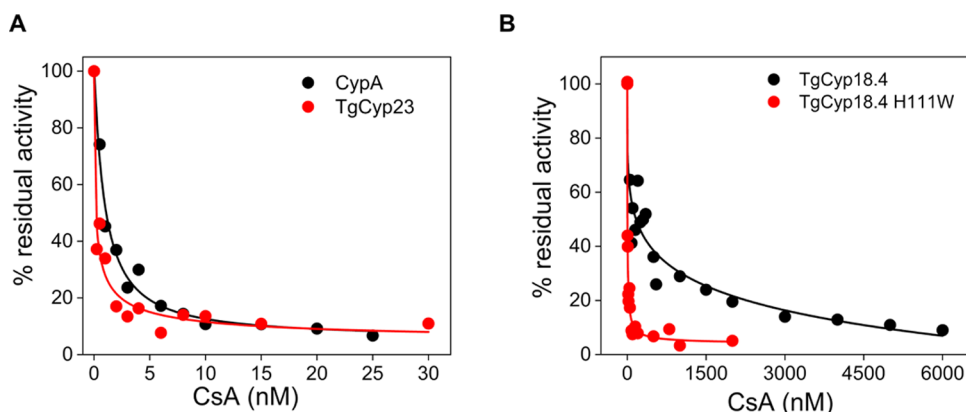 A
B
CypA
TgCyp23
TgCyp18.4
TgCyp18.4 H111W
% residual activity
100
80
60
40
20
0
0
5
10
15
20
25
30
CsA (nM)
% residual activity
100
80
60
40
20
0
0
1500
3000
4500
6000
CsA (nM)